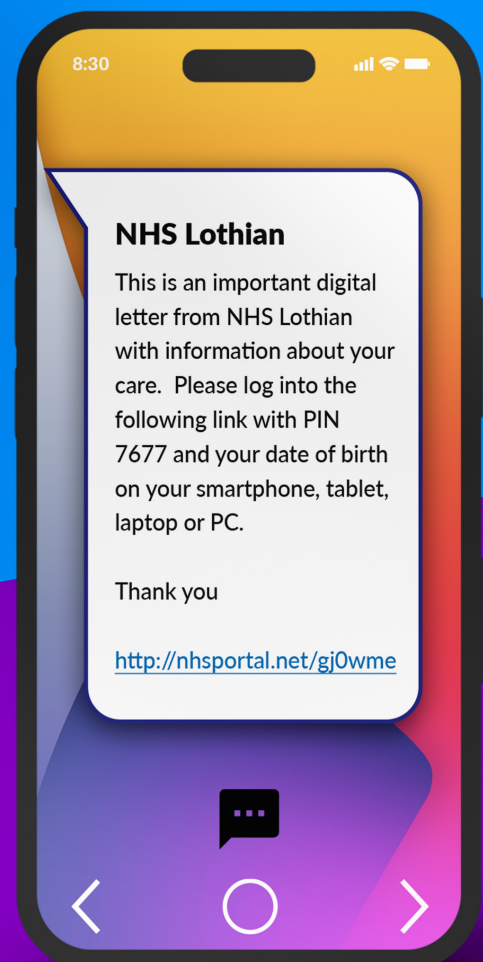 8:30
NHS Lothian
This is an important digital
letter from NHS Lothian
with information about your
care.  Please log into the
following link with PIN
7677 and your date of birth
on your smartphone, tablet,
laptop or PC.
Thank you
http://nhsportal.net/gj0wme